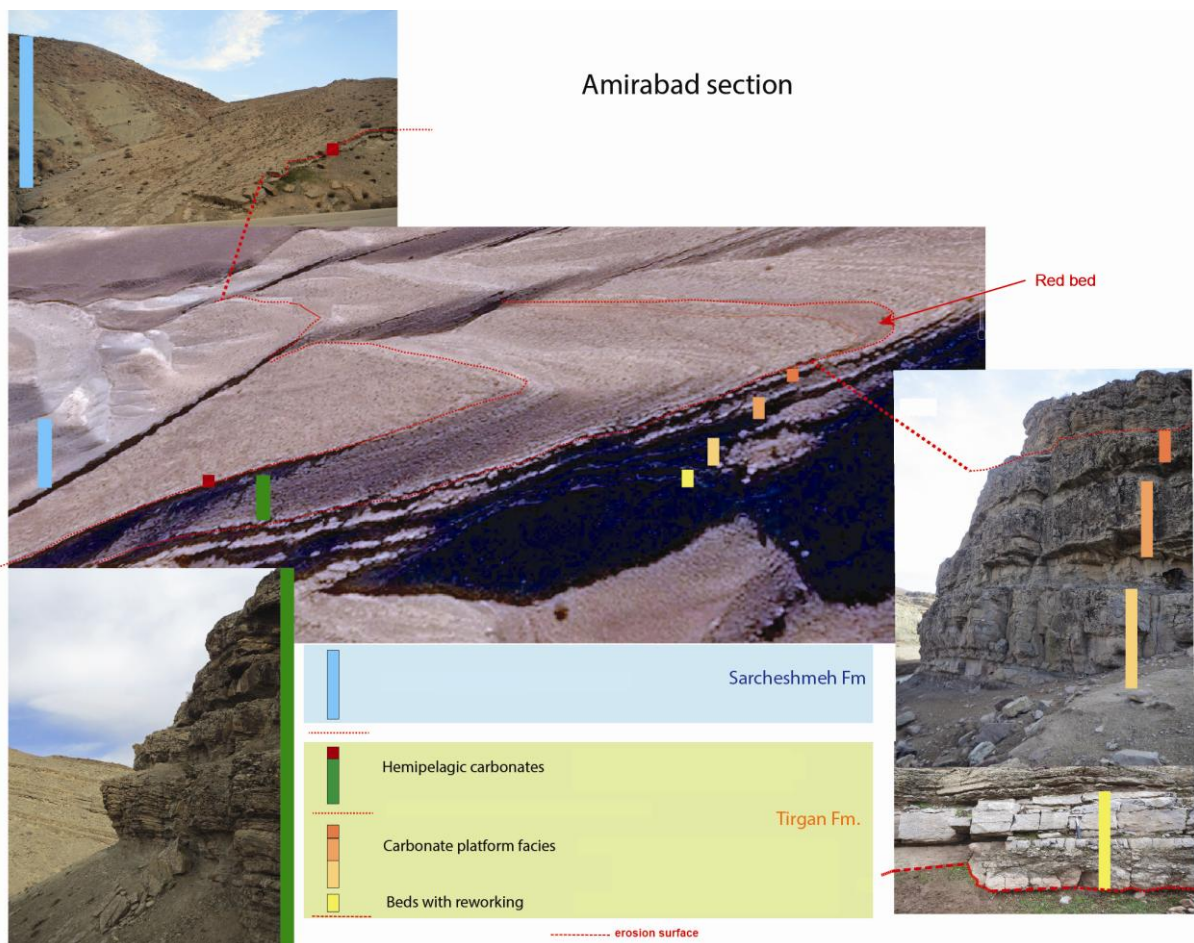 Amirabad section
Red bed
Sarcheshmeh Fm
Hemipelagic carbonates
Tirgan Fm.
Carbonate platform facies
Beds with reworking
erosion surface